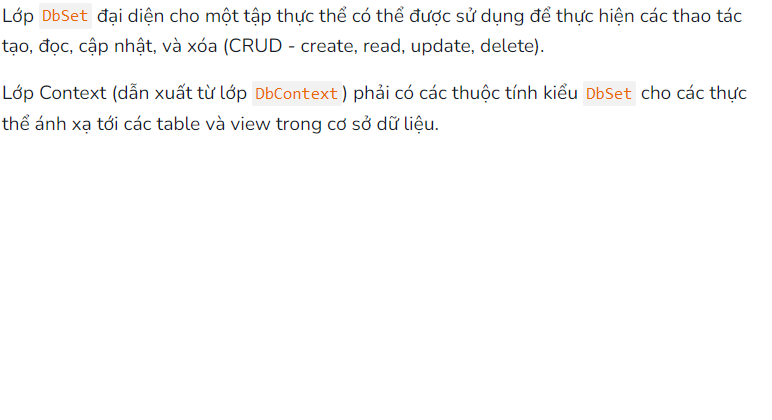 Lớp DbSet đại diện cho một tập thực thể có thể được sử dụng để thực hiện các thao tác
tạo, đọc, cập nhật, và xóa (CRUD - create, read, update, delete).
Lớp Context (dẫn xuất từ lớp DbContext) phải có các thuộc tính kiểu DbSet cho các thực
thể ánh xạ tới các table và view trong cơ sở dữ liệu.